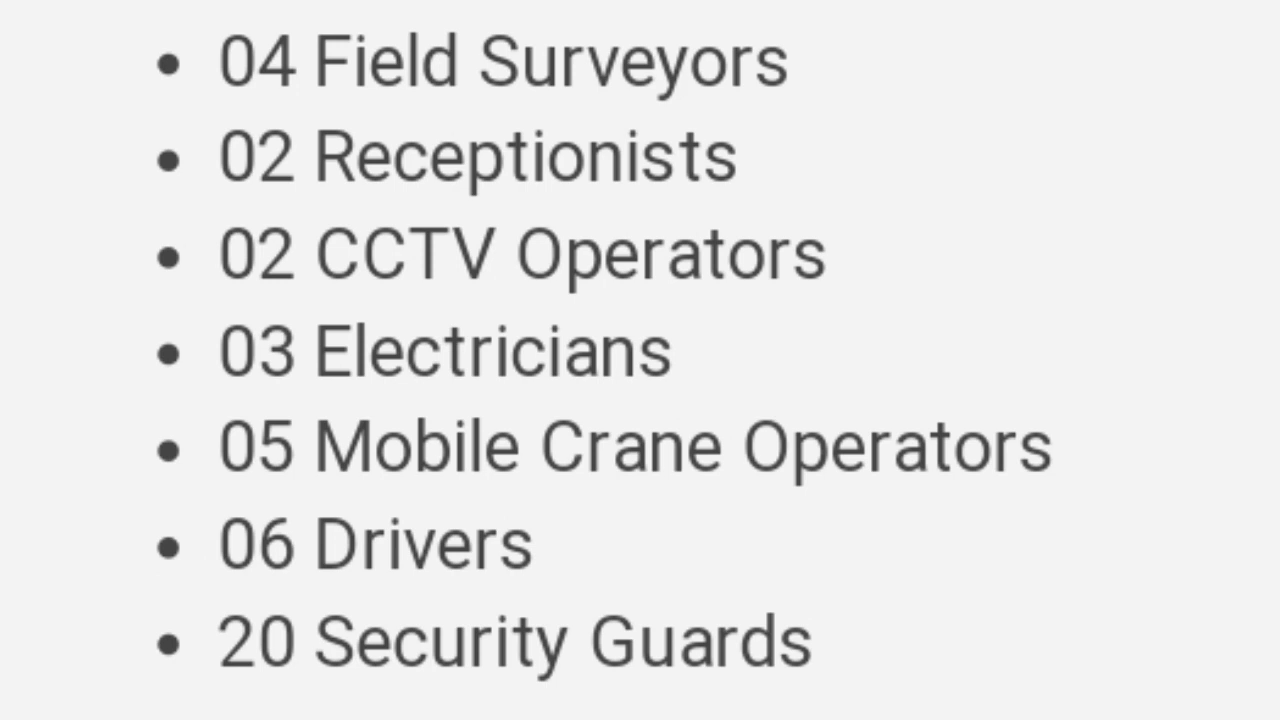 • 04 Field Surveyors
• 02 Receptionists
• 02 CCTV Operators
• 03 Electricians
• 05 Mobile Crane Operators
• 06 Drivers
• 20 Security Guards